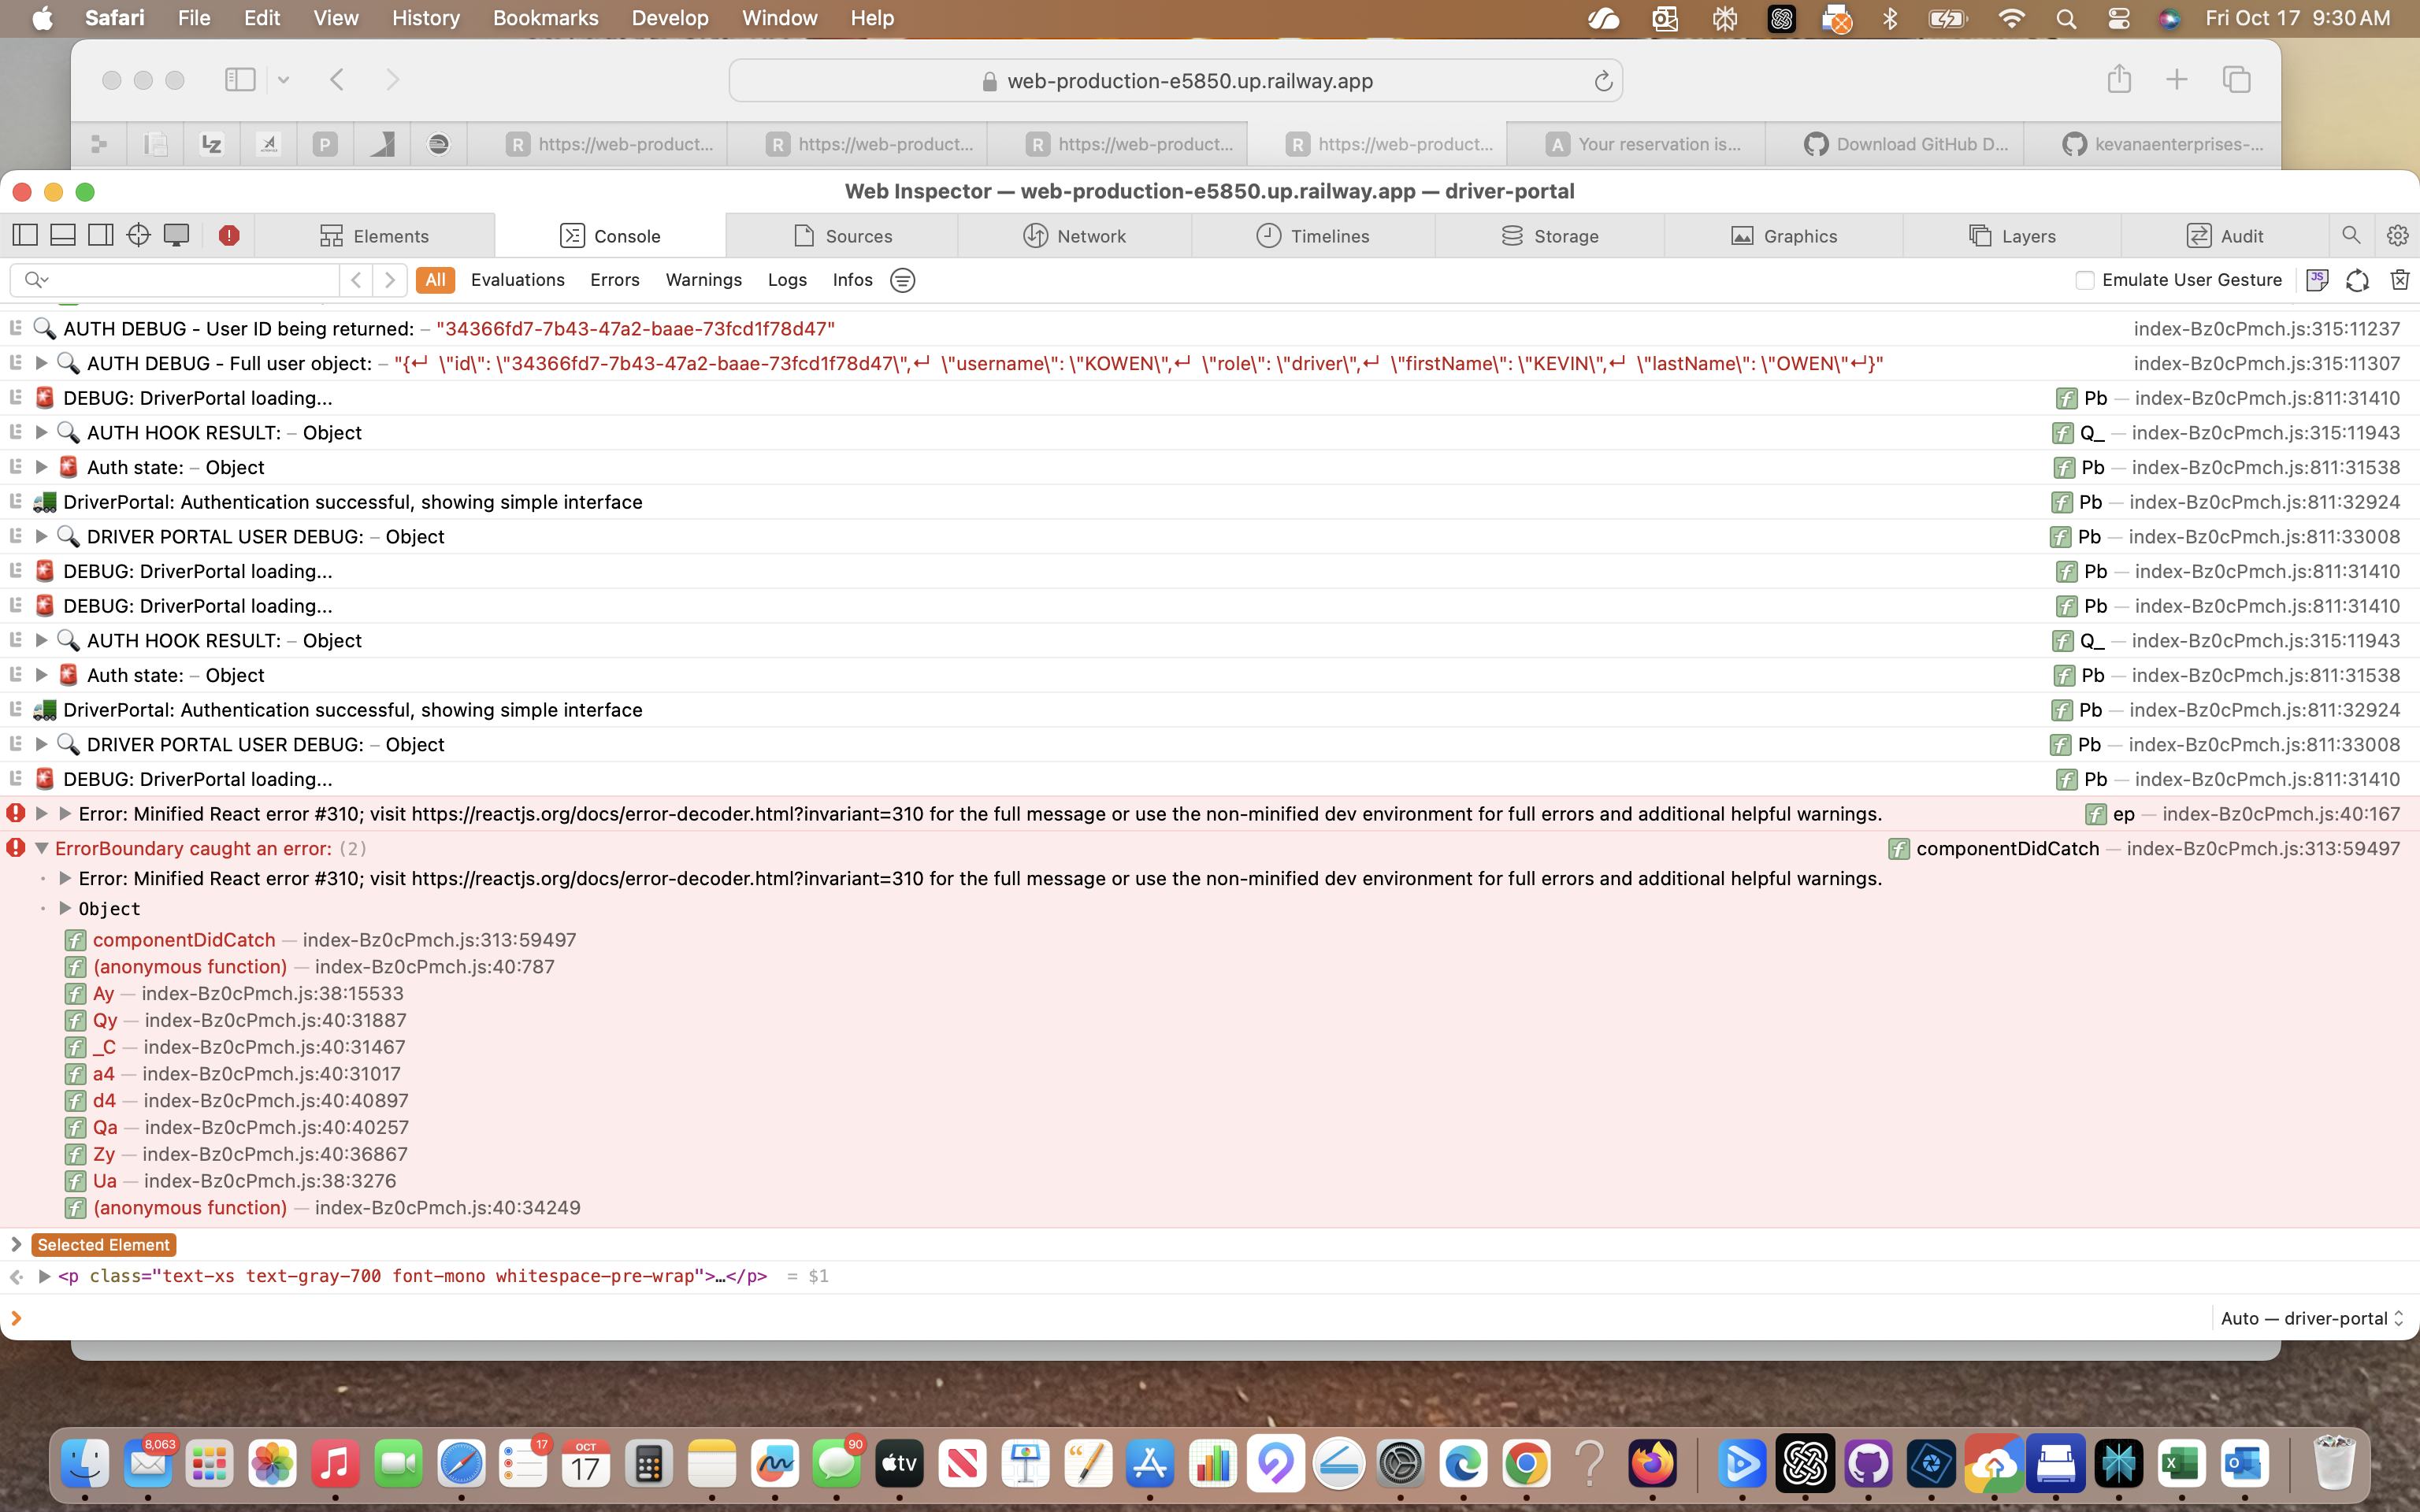 Safari File Edit View History Bookmarks Develop Window Help Fri Oct 17 9:30 AM
web-production-e5850.up.railway.app
LZ P R https://web-product... R https://web-product... R https://web-product... R https://web-product... A Your reservation is... Download GitHub D... kevanaenterprises-...
Web Inspector — web-production-e5850.up.railway.app — driver-portal
Elements Console Sources Network Timelines Storage Graphics Layers Audit
All Evaluations Errors Warnings Logs Infos Emulate User Gesture JS
AUTH DEBUG - User ID being returned: – "34366fd7-7b43-47a2-baae-73fcd1f78d47" index-Bz0cPmch.js:315:11237
AUTH DEBUG - Full user object: – "{↵ \"id\": \"34366fd7-7b43-47a2-baae-73fcd1f78d47\",↵ \"username\": \"KOWEN\",↵ \"role\": \"driver\",↵ \"firstName\": \"KEVIN\",↵ \"lastName\": \"OWEN\"↵}" index-Bz0cPmch.js:315:11307
DEBUG: DriverPortal loading... f Pb — index-Bz0cPmch.js:811:31410
AUTH HOOK RESULT: – Object f Q_ — index-Bz0cPmch.js:315:11943
Auth state: – Object f Pb — index-Bz0cPmch.js:811:31538
DriverPortal: Authentication successful, showing simple interface f Pb — index-Bz0cPmch.js:811:32924
DRIVER PORTAL USER DEBUG: – Object f Pb — index-Bz0cPmch.js:811:33008
DEBUG: DriverPortal loading... f Pb — index-Bz0cPmch.js:811:31410
DEBUG: DriverPortal loading... f Pb — index-Bz0cPmch.js:811:31410
AUTH HOOK RESULT: – Object f Q_ — index-Bz0cPmch.js:315:11943
Auth state: – Object f Pb — index-Bz0cPmch.js:811:31538
DriverPortal: Authentication successful, showing simple interface f Pb — index-Bz0cPmch.js:811:32924
DRIVER PORTAL USER DEBUG: – Object f Pb — index-Bz0cPmch.js:811:33008
DEBUG: DriverPortal loading... f Pb — index-Bz0cPmch.js:811:31410
Error: Minified React error #310; visit https://reactjs.org/docs/error-decoder.html?invariant=310 for the full message or use the non-minified dev environment for full errors and additional helpful warnings. f ep — index-Bz0cPmch.js:40:167
ErrorBoundary caught an error: (2) f componentDidCatch — index-Bz0cPmch.js:313:59497
Error: Minified React error #310; visit https://reactjs.org/docs/error-decoder.html?invariant=310 for the full message or use the non-minified dev environment for full errors and additional helpful warnings.
Object
f componentDidCatch — index-Bz0cPmch.js:313:59497
f (anonymous function) — index-Bz0cPmch.js:40:787
f Ay — index-Bz0cPmch.js:38:15533
f Qy — index-Bz0cPmch.js:40:31887
f _C — index-Bz0cPmch.js:40:31467
f a4 — index-Bz0cPmch.js:40:31017
f d4 — index-Bz0cPmch.js:40:40897
f Qa — index-Bz0cPmch.js:40:40257
f Zy — index-Bz0cPmch.js:40:36867
f Ua — index-Bz0cPmch.js:38:3276
f (anonymous function) — index-Bz0cPmch.js:40:34249
Selected Element
<p class="text-xs text-gray-700 font-mono whitespace-pre-wrap">…</p> = $1
Auto — driver-portal
8,063 17 OCT 17 90 tv